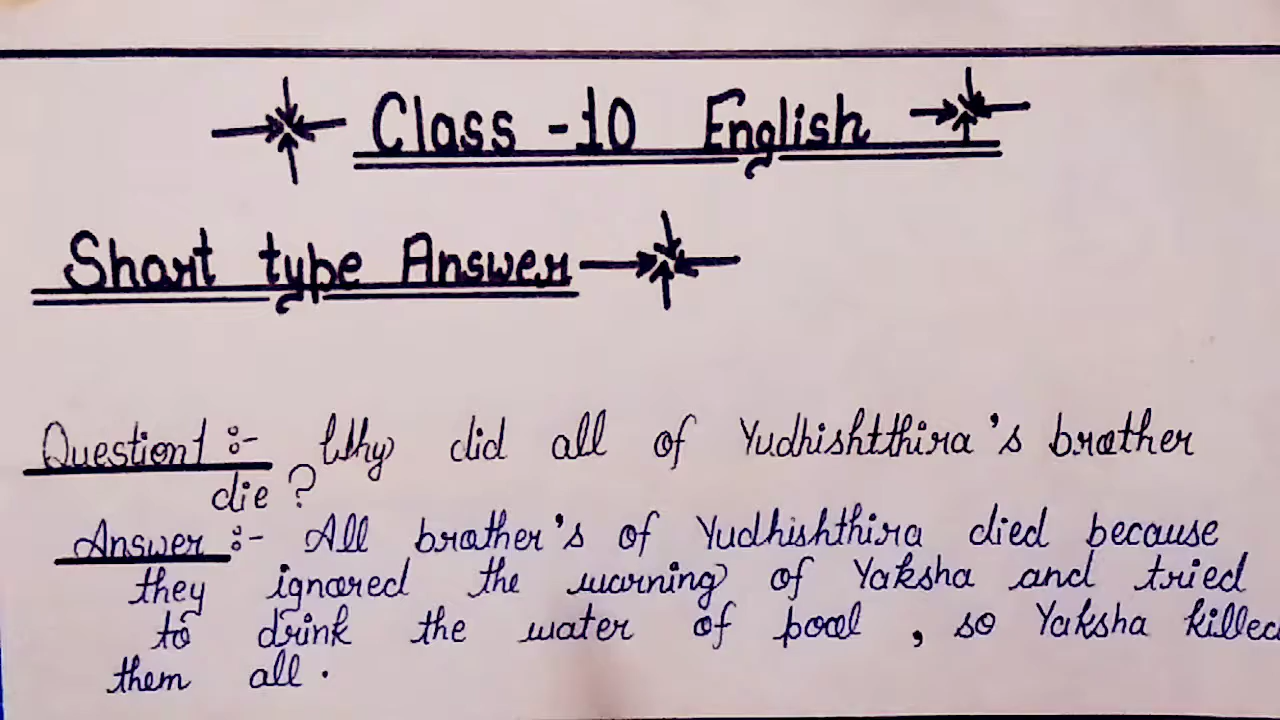 Class -10 English
Short type Answer
Question1 :- Why did all of Yudhishtthira's brother
die ?
Answer :- All brother's of Yudhishthira died because
they ignored the warning of Yaksha and tried
to drink the water of pool , so Yaksha killed
them all .